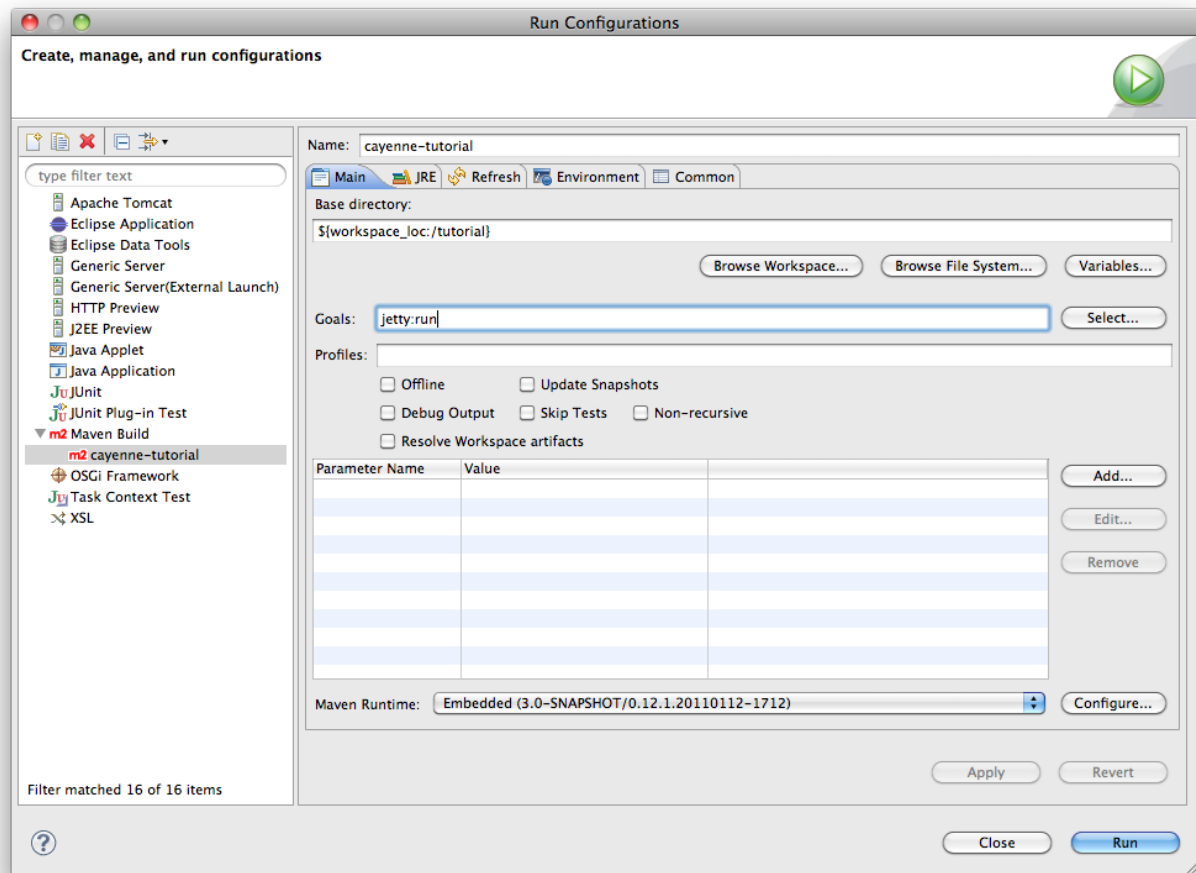 Run Configurations
Create, manage, and run configurations
type filter text
Apache Tomcat
Eclipse Application
Eclipse Data Tools
Generic Server
Generic Server(External Launch)
HTTP Preview
J2EE Preview
Java Applet
Java Application
JUnit
JUnit Plug-in Test
m2 Maven Build
m2 cayenne-tutorial
OSGi Framework
Task Context Test
XSL
Filter matched 16 of 16 items
Name: cayenne-tutorial
Main JRE Refresh Environment Common
Base directory:
${workspace_loc:/tutorial}
Browse Workspace... Browse File System... Variables...
Goals: jetty:run Select...
Profiles:
Offline Update Snapshots
Debug Output Skip Tests Non-recursive
Resolve Workspace artifacts
Parameter Name Value
Add...
Edit...
Remove
Maven Runtime: Embedded (3.0-SNAPSHOT/0.12.1.20110112-1712) Configure...
Apply Revert
? Close Run